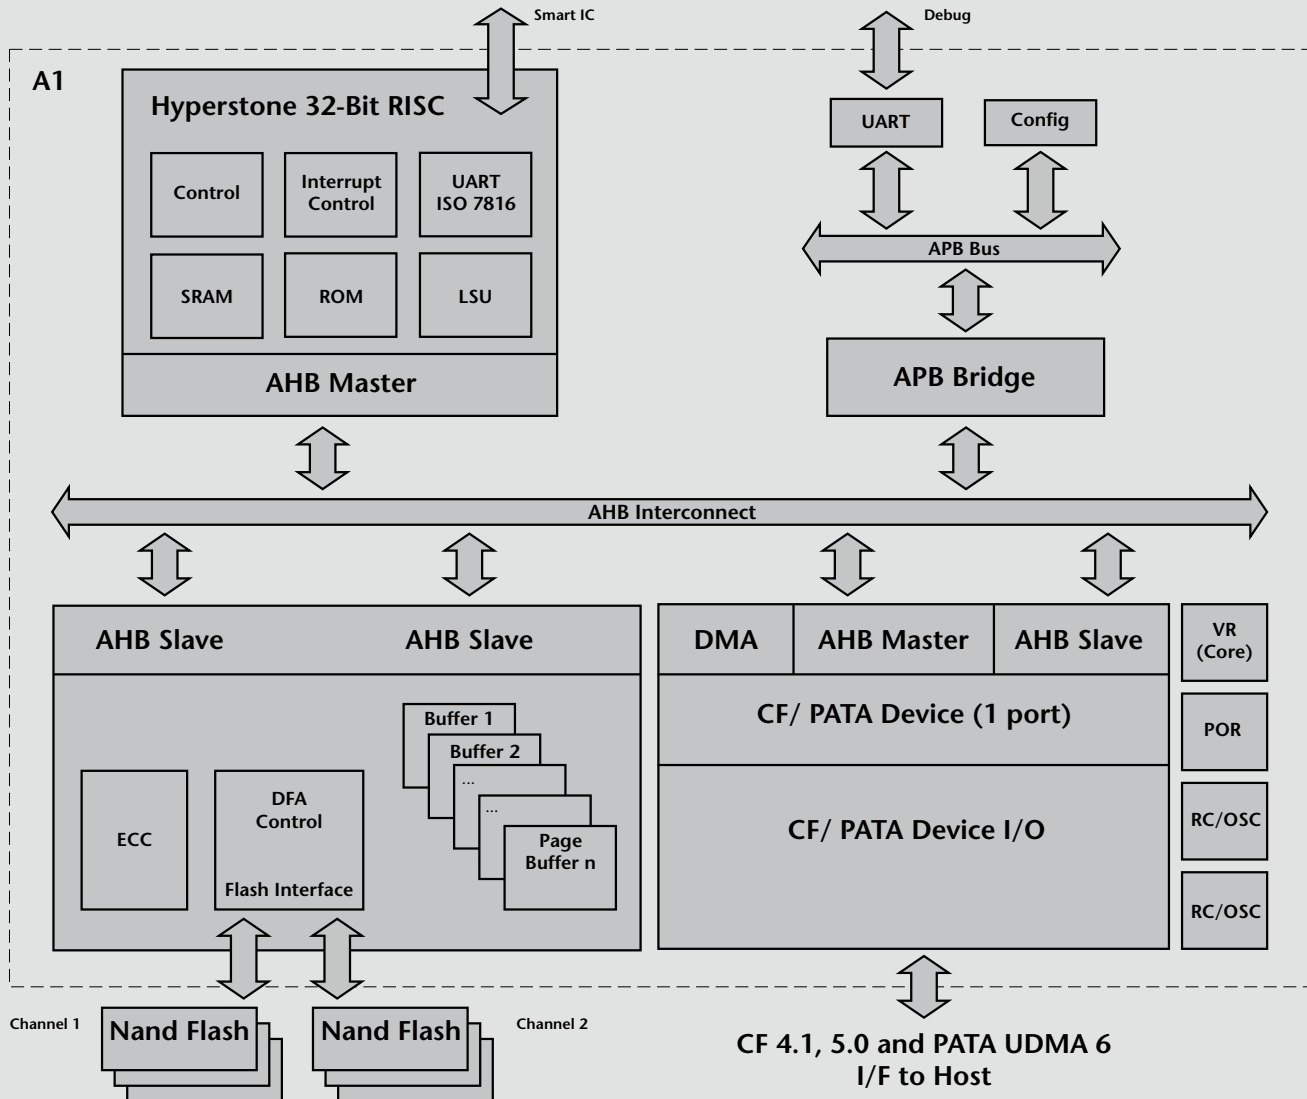 Smart IC
Debug
A1
Hyperstone 32-Bit RISC
UART
Config
Control
Interrupt
Control
UART
ISO 7816
APB Bus
SRAM
ROM
LSU
AHB Master
APB Bridge
AHB Interconnect
AHB Slave
AHB Slave
DMA
AHB Master
AHB Slave
VR
(Core)
CF/ PATA Device (1 port)
Buffer 1
Buffer 2
...
...
Page
Buffer n
POR
ECC
DFA
Control
Flash Interface
CF/ PATA Device I/O
RC/OSC
RC/OSC
Channel 1
Nand Flash
Nand Flash
Channel 2
CF 4.1, 5.0 and PATA UDMA 6
I/F to Host